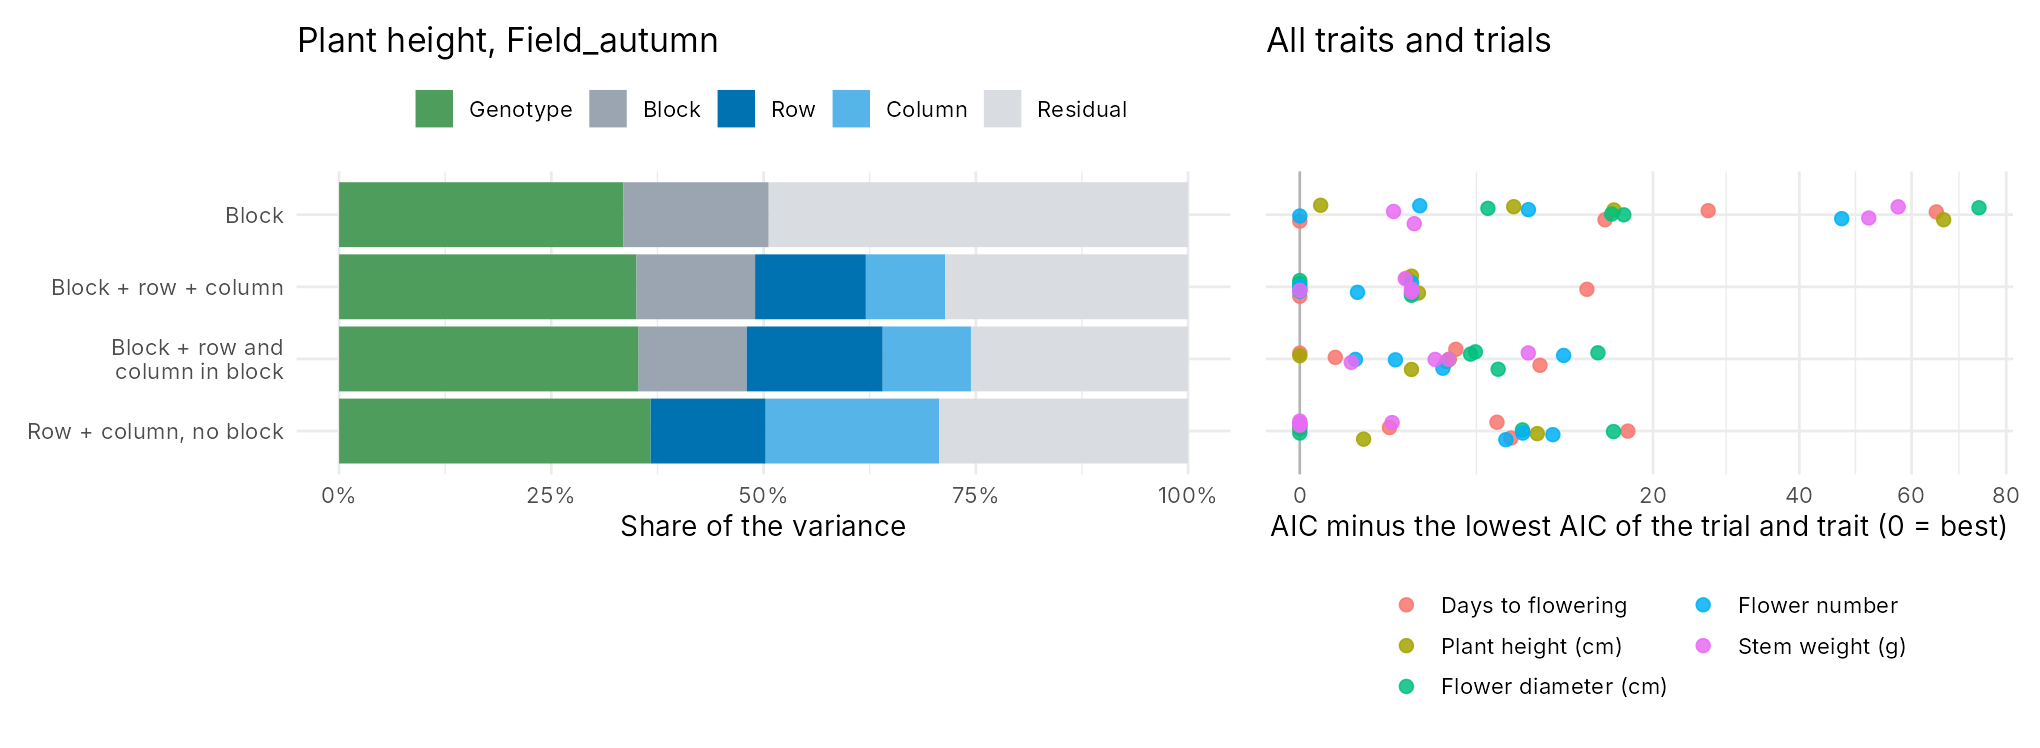 Plant height, Field_autumn
Genotype
Block
Row
Column
Residual
Block
Block + row + column
Block + row and
column in block
Row + column, no block
0%
25%
50%
75%
100%
Share of the variance
All traits and trials
0
20
40
60
80
AIC minus the lowest AIC of the trial and trait (0 = best)
Days to flowering
Plant height (cm)
Flower diameter (cm)
Flower number
Stem weight (g)